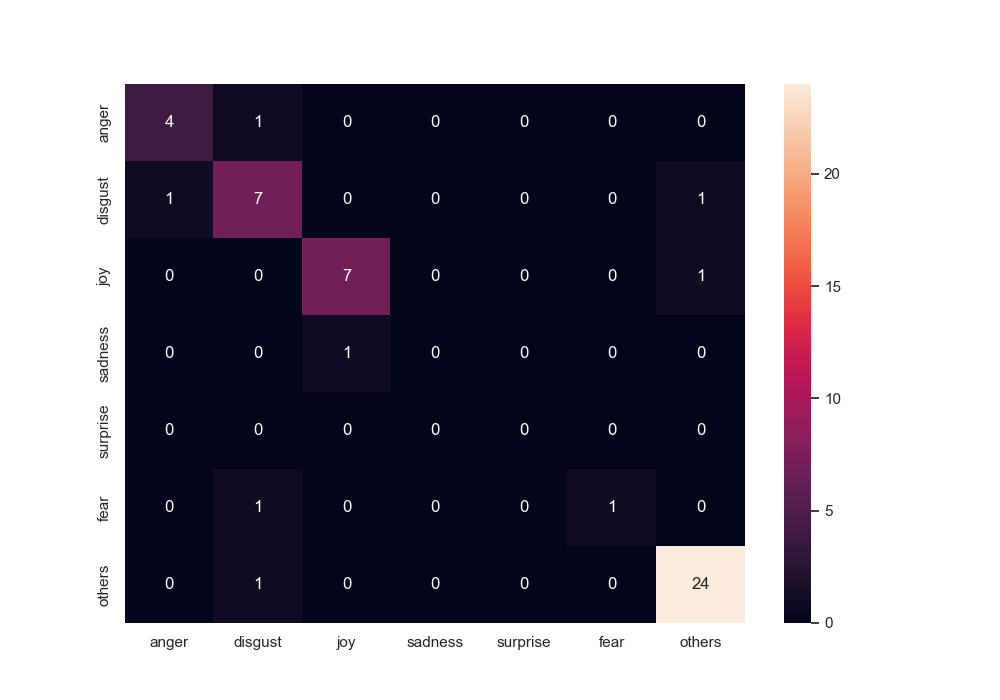 anger 4 1 0 0 0 0 0
disgust 1 7 0 0 0 0 1
joy 0 0 7 0 0 0 1
sadness 0 0 1 0 0 0 0
surprise 0 0 0 0 0 0 0
fear 0 1 0 0 0 1 0
others 0 1 0 0 0 0 24
anger disgust joy sadness surprise fear others
20
15
10
5
0